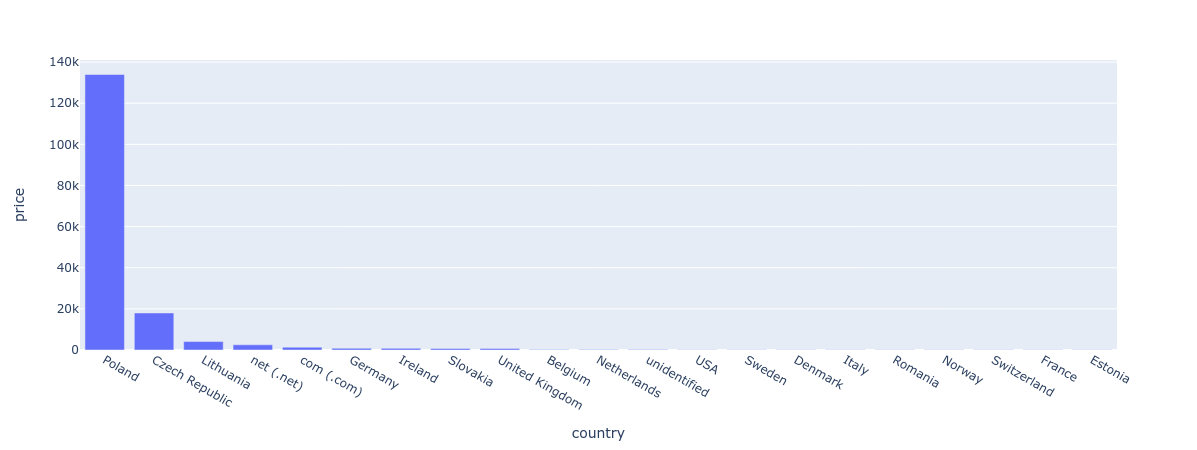 140k
120k
100k
80k
60k
40k
20k
0
price
Poland
Czech Republic
Lithuania
net (.net)
com (.com)
Germany
Ireland
Slovakia
United Kingdom
Belgium
Netherlands
unidentified
USA
Sweden
Denmark
Italy
Romania
Norway
Switzerland
France
Estonia
country